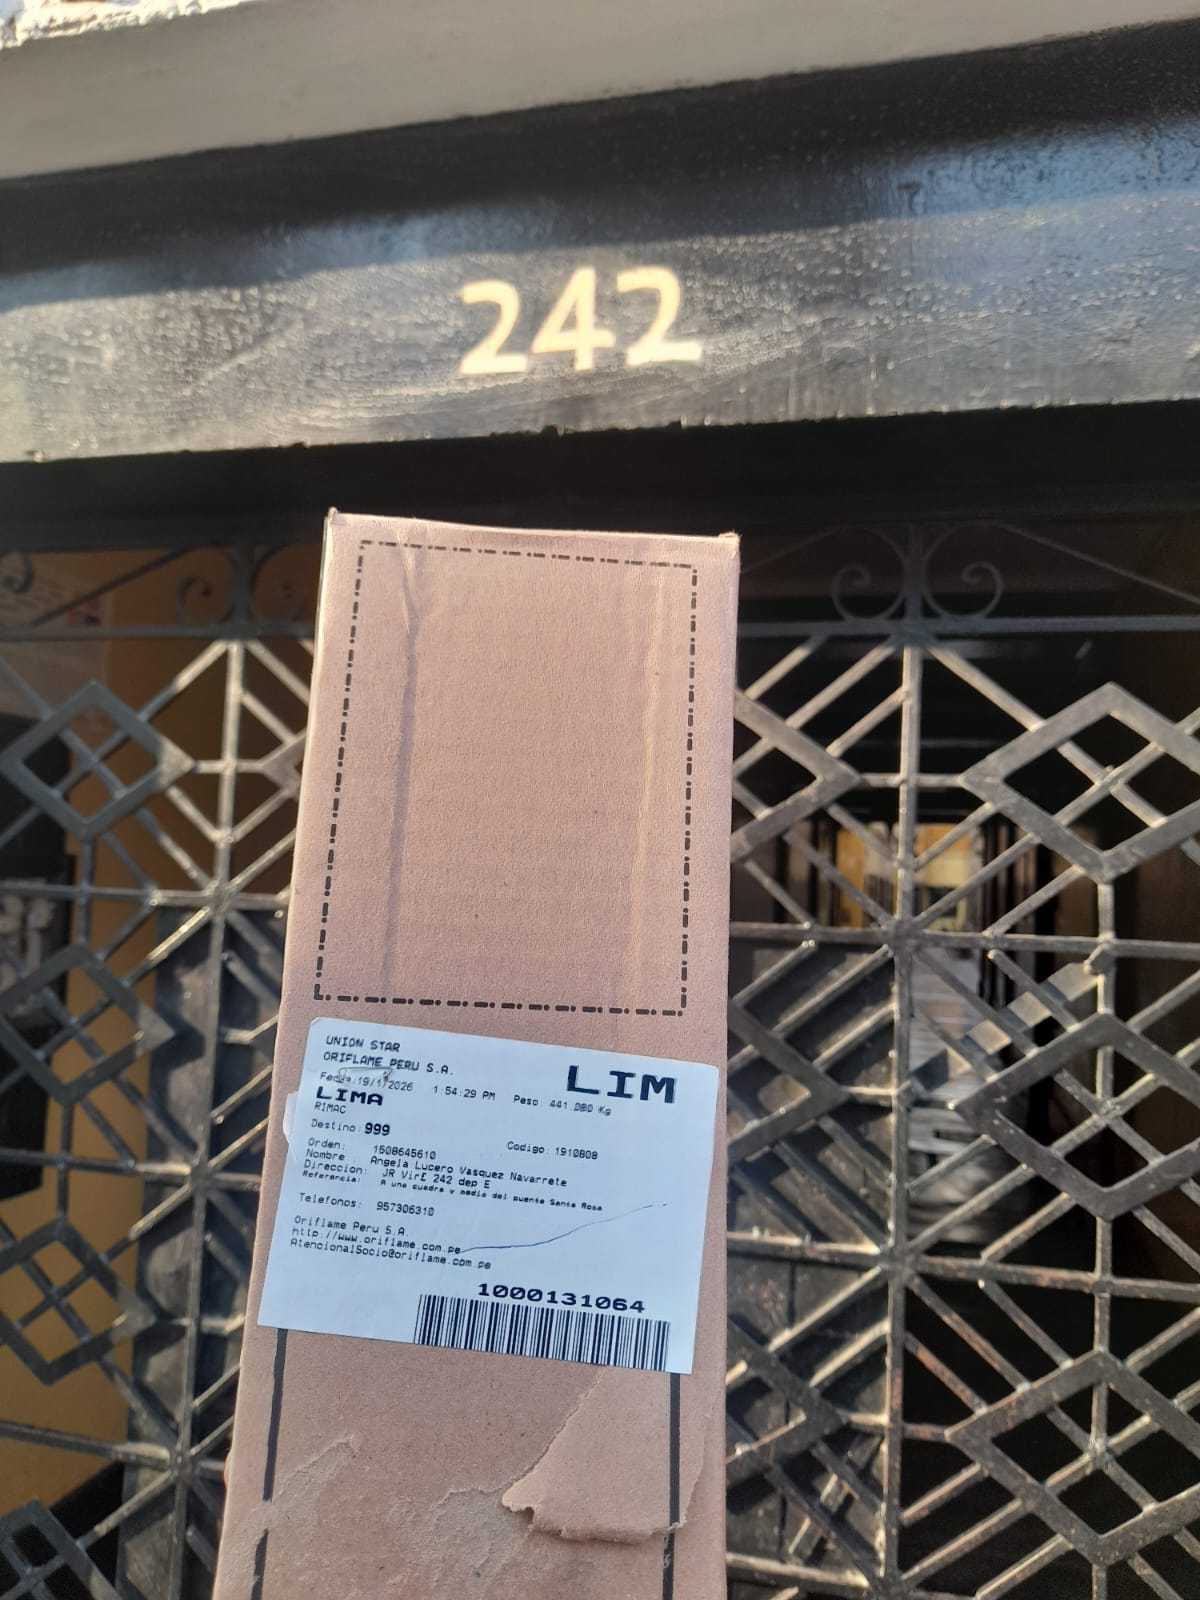 242
UNION STAR
ORIFLAME PERU S.A.
LIM
Fecha:19/1/2026 1:54:29 PM Peso: 441.080 Kg
LIMA
RIMAC
Destino: 999
Orden: 1508645610 Codigo: 1910808
Nombre: Angela Lucero Vasquez Navarrete
Direccion: JR Vir£ 242 dep E
Referencia: A una cuadra y medio del puente Santa Rosa
Telefonos: 957306310
Oriflame Peru S.A.
http://www.oriflame.com.pe
AtencionalSocio@oriflame.com.pe
1000131064